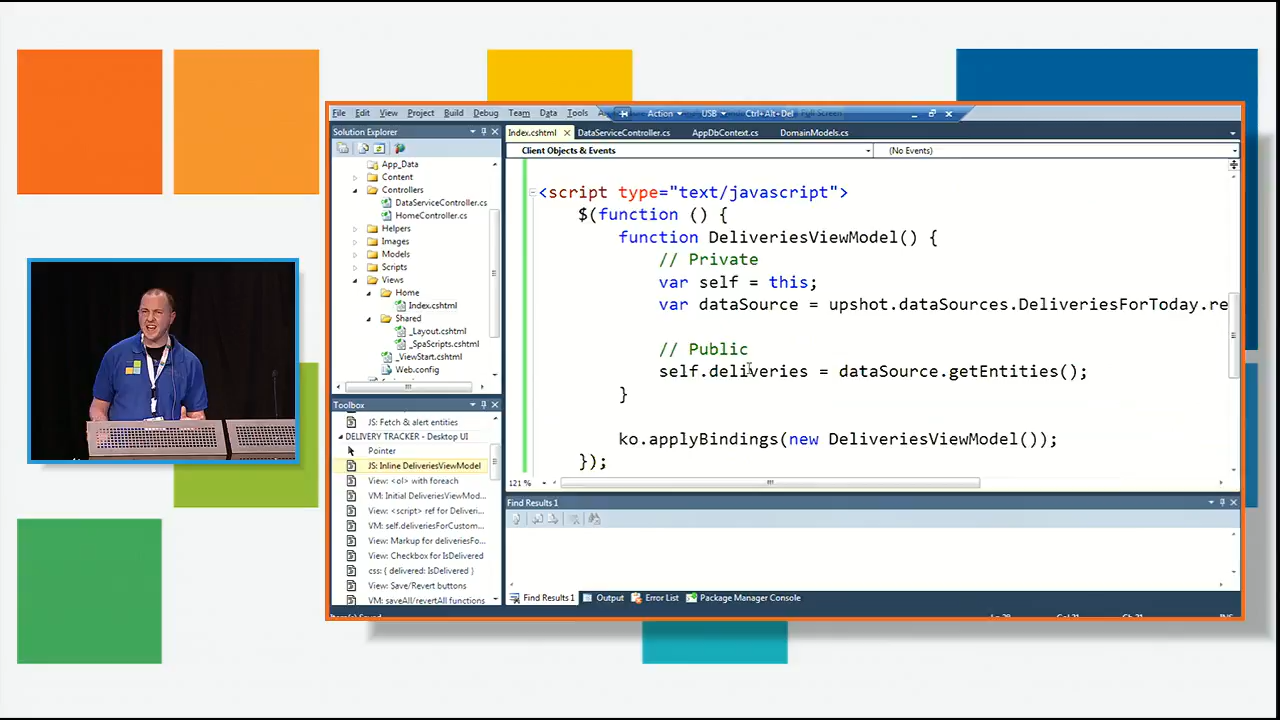 File Edit View Project Build Debug Team Data Tools
Action USB Ctrl+Alt+Del Full Screen
Solution Explorer
App_Data
Content
Controllers
DataServiceController.cs
HomeController.cs
Helpers
Images
Models
Scripts
Views
Home
Index.cshtml
Shared
_Layout.cshtml
_SpaScripts.cshtml
_ViewStart.cshtml
Web.config
Toolbox
JS: Fetch & alert entities
DELIVERY TRACKER - Desktop UI
Pointer
JS: Inline DeliveriesViewModel
View: <ol> with foreach
VM: Initial DeliveriesViewMod...
View: <script> ref for Deliveri...
VM: self.deliveriesForCustom...
View: Markup for deliveriesFo...
View: Checkbox for IsDelivered
css: { delivered: IsDelivered }
View: Save/Revert buttons
VM: saveAll/revertAll functions
Index.cshtml DataServiceController.cs AppDbContext.cs DomainModels.cs
Client Objects & Events (No Events)
<script type="text/javascript">
$(function () {
function DeliveriesViewModel() {
// Private
var self = this;
var dataSource = upshot.dataSources.DeliveriesForToday.re
// Public
self.deliveries = dataSource.getEntities();
}
ko.applyBindings(new DeliveriesViewModel());
});
121 %
Find Results 1
Find Results 1 Output Error List Package Manager Console